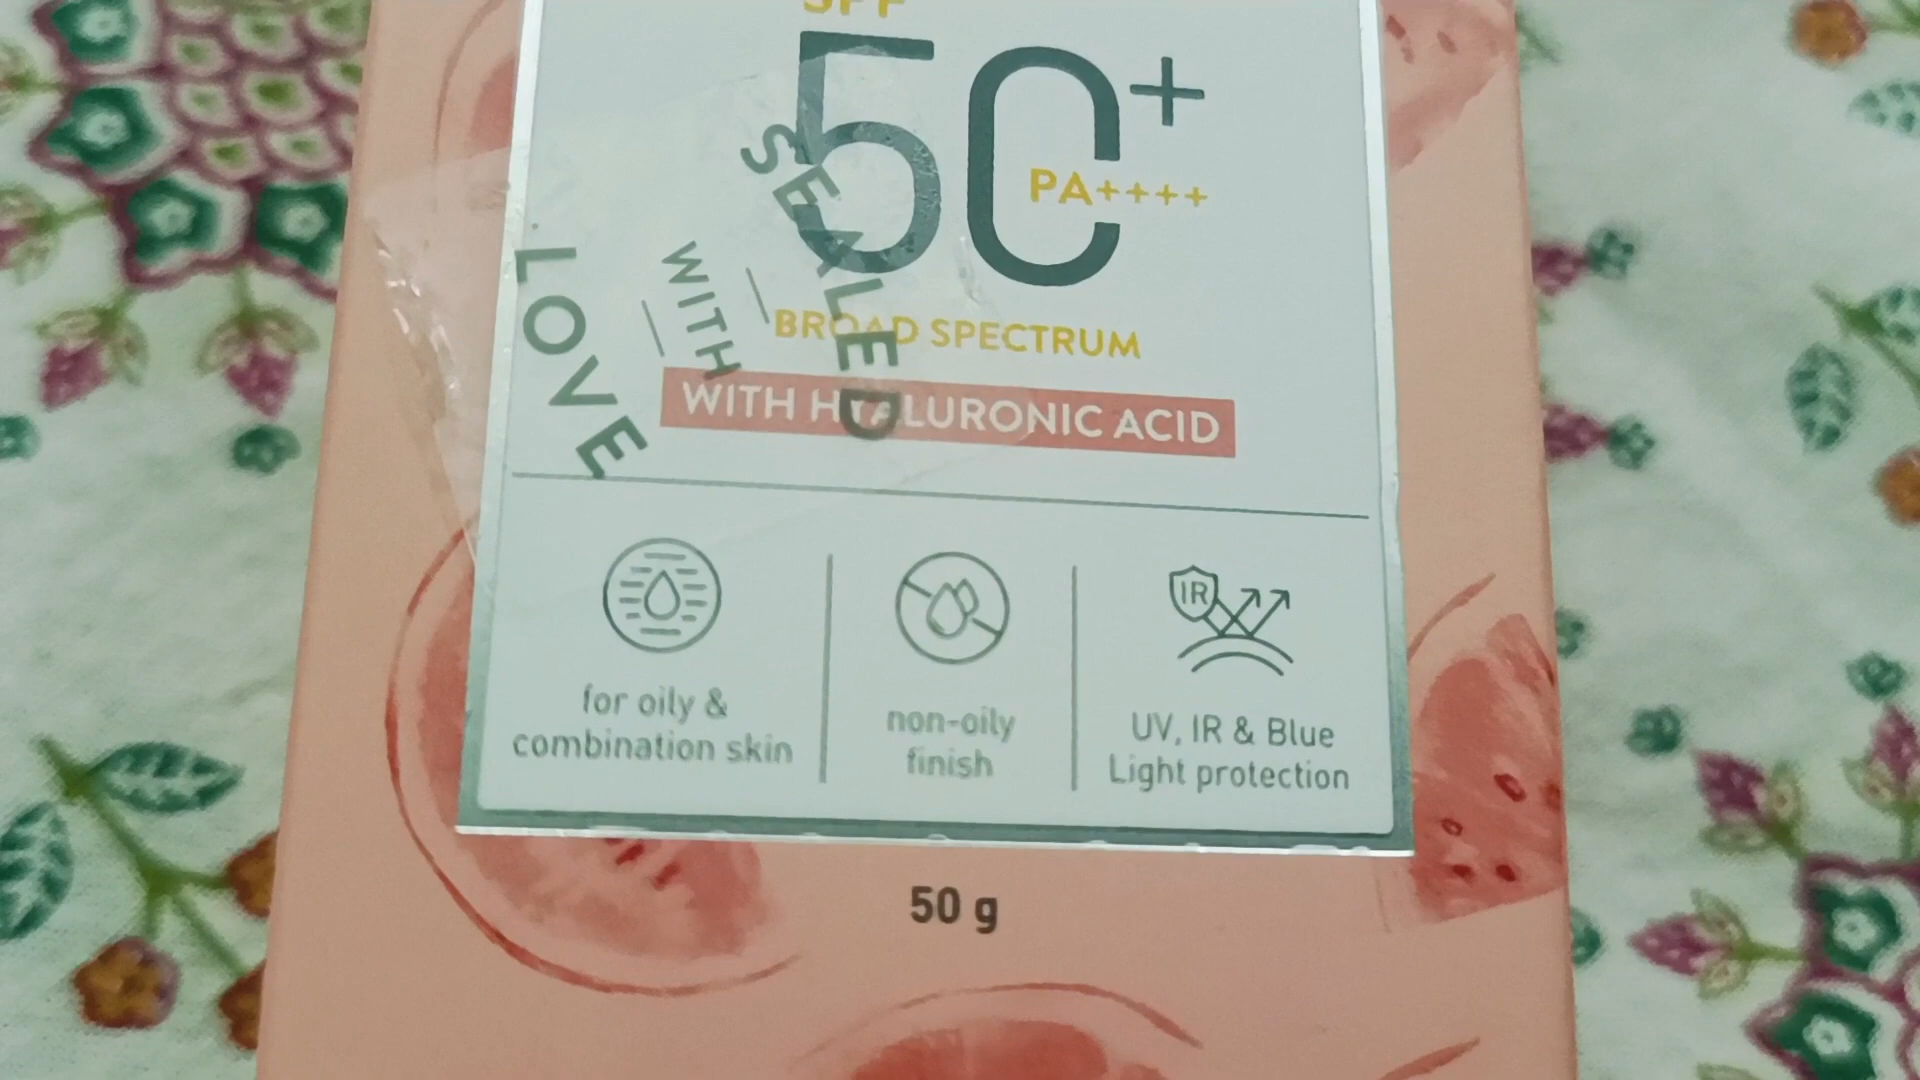 SPF
50+
PA++++
BROAD SPECTRUM
WITH HYALURONIC ACID
SEALED
WITH
LOVE
IR
for oily &
combination skin
non-oily
finish
UV, IR & Blue
Light protection
50 g